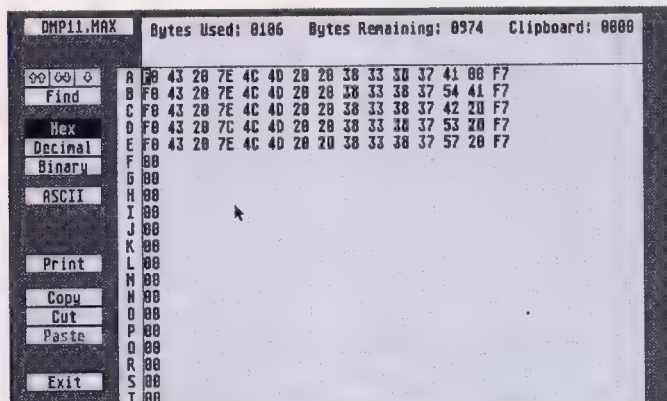 DMP11.MAX
Bytes Used: 0106 Bytes Remaining: 0974 Clipboard: 0000
Find
Hex
Decimal
Binary
ASCII
Print
Copy
Cut
Paste
Exit
A F0 43 20 7E 4C 4D 20 20 38 33 38 37 41 00 F7
B F0 43 20 7E 4C 4D 20 20 38 33 38 37 54 41 F7
C F0 43 20 7E 4C 4D 20 20 38 33 38 37 42 20 F7
D F0 43 20 7C 4C 4D 20 20 38 33 38 37 53 20 F7
E F0 43 20 7E 4C 4D 20 20 38 33 38 37 57 20 F7
F 00
G 00
H 00
I 00
J 00
K 00
L 00
M 00
N 00
O 00
P 00
Q 00
R 00
S 00
T 00